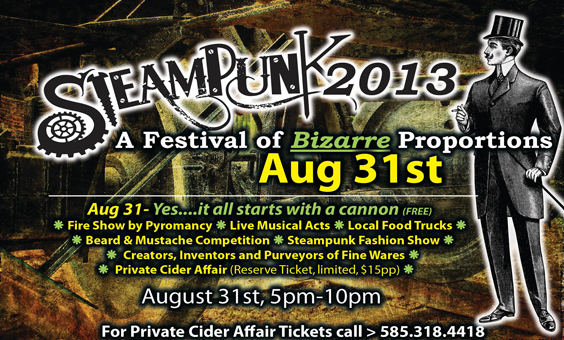 STEAMPUNK 2013
A Festival of Bizarre Proportions
Aug 31st
Aug 31- Yes....it all starts with a cannon (FREE)
❋ Fire Show by Pyromancy ❋ Live Musical Acts ❋ Local Food Trucks ❋
❋ Beard & Mustache Competition ❋ Steampunk Fashion Show ❋
❋ Creators, Inventors and Purveyors of Fine Wares ❋
❋ Private Cider Affair (Reserve Ticket, limited, $15pp) ❋
August 31st, 5pm-10pm
For Private Cider Affair Tickets call > 585.318.4418